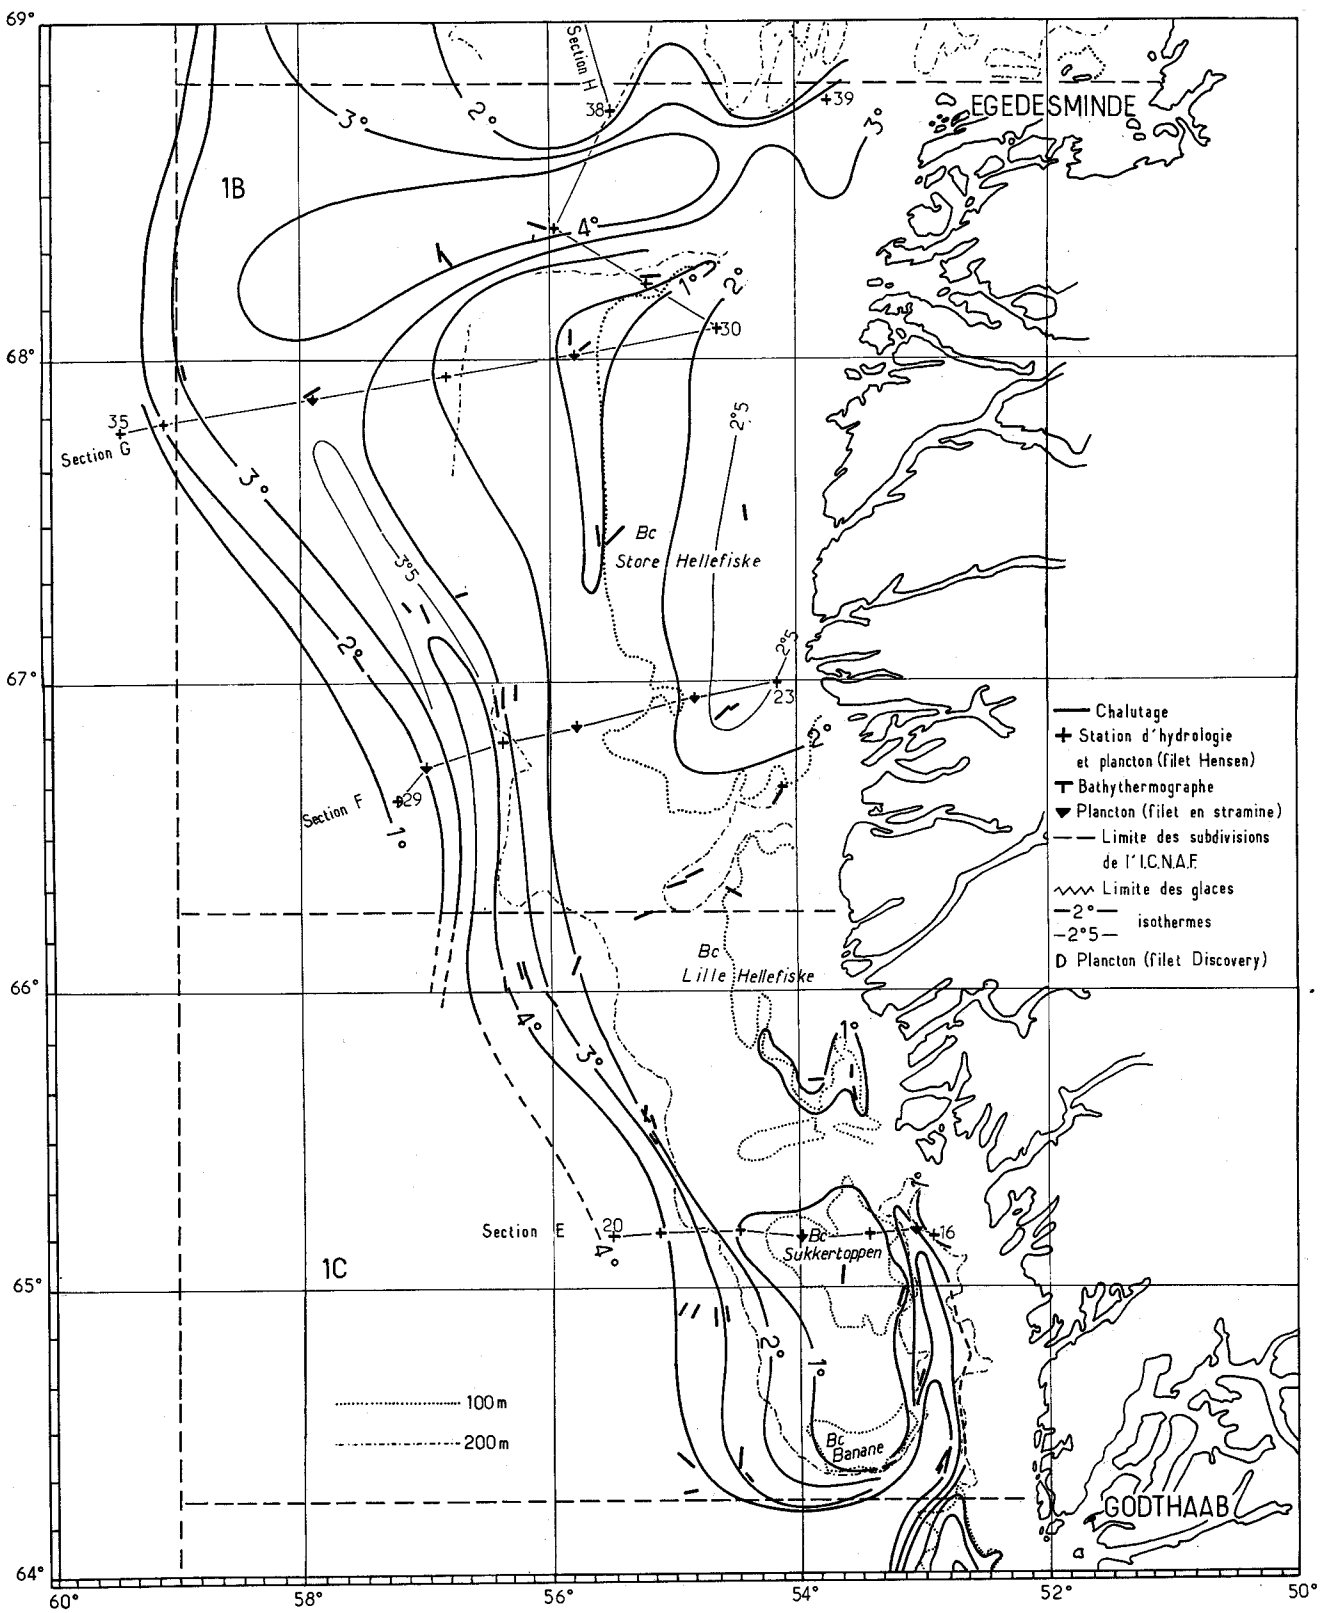 69°
Section H
38
39
EGEDESMINDE
3°
2°
3°
1B
4°
1°
2°
30
68°
35
Section G
2°5
3°
Bc
Store Hellefiske
3°5
2°
2°5
67°
23
2°
Section F
29
1°
Chalutage
Station d'hydrologie
et plancton (filet Hensen)
Bathythermographe
Plancton (filet en stramine)
Limite des subdivisions
de l'I.C.N.A.F.
Limite des glaces
2°
isothermes
2°5
D Plancton (filet Discovery)
Bc
Lille Hellefiske
66°
4°
3°
1°
1°
Section E
20
16
Bc
Sukkertoppen
4°
1C
65°
2°
1°
100m
200m
Bc
Banane
GODTHAAB
64°
60°
58°
56°
54°
52°
50°